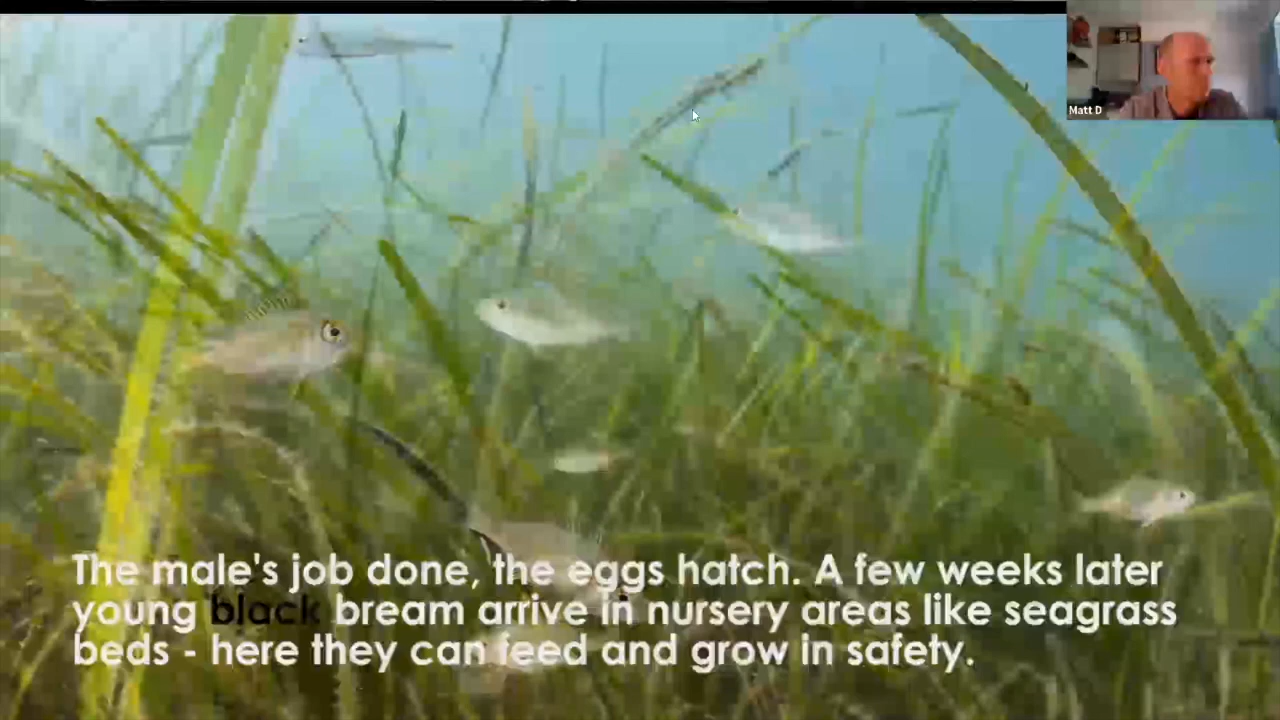 Matt D
The male's job done, the eggs hatch. A few weeks later
young black bream arrive in nursery areas like seagrass
beds - here they can feed and grow in safety.